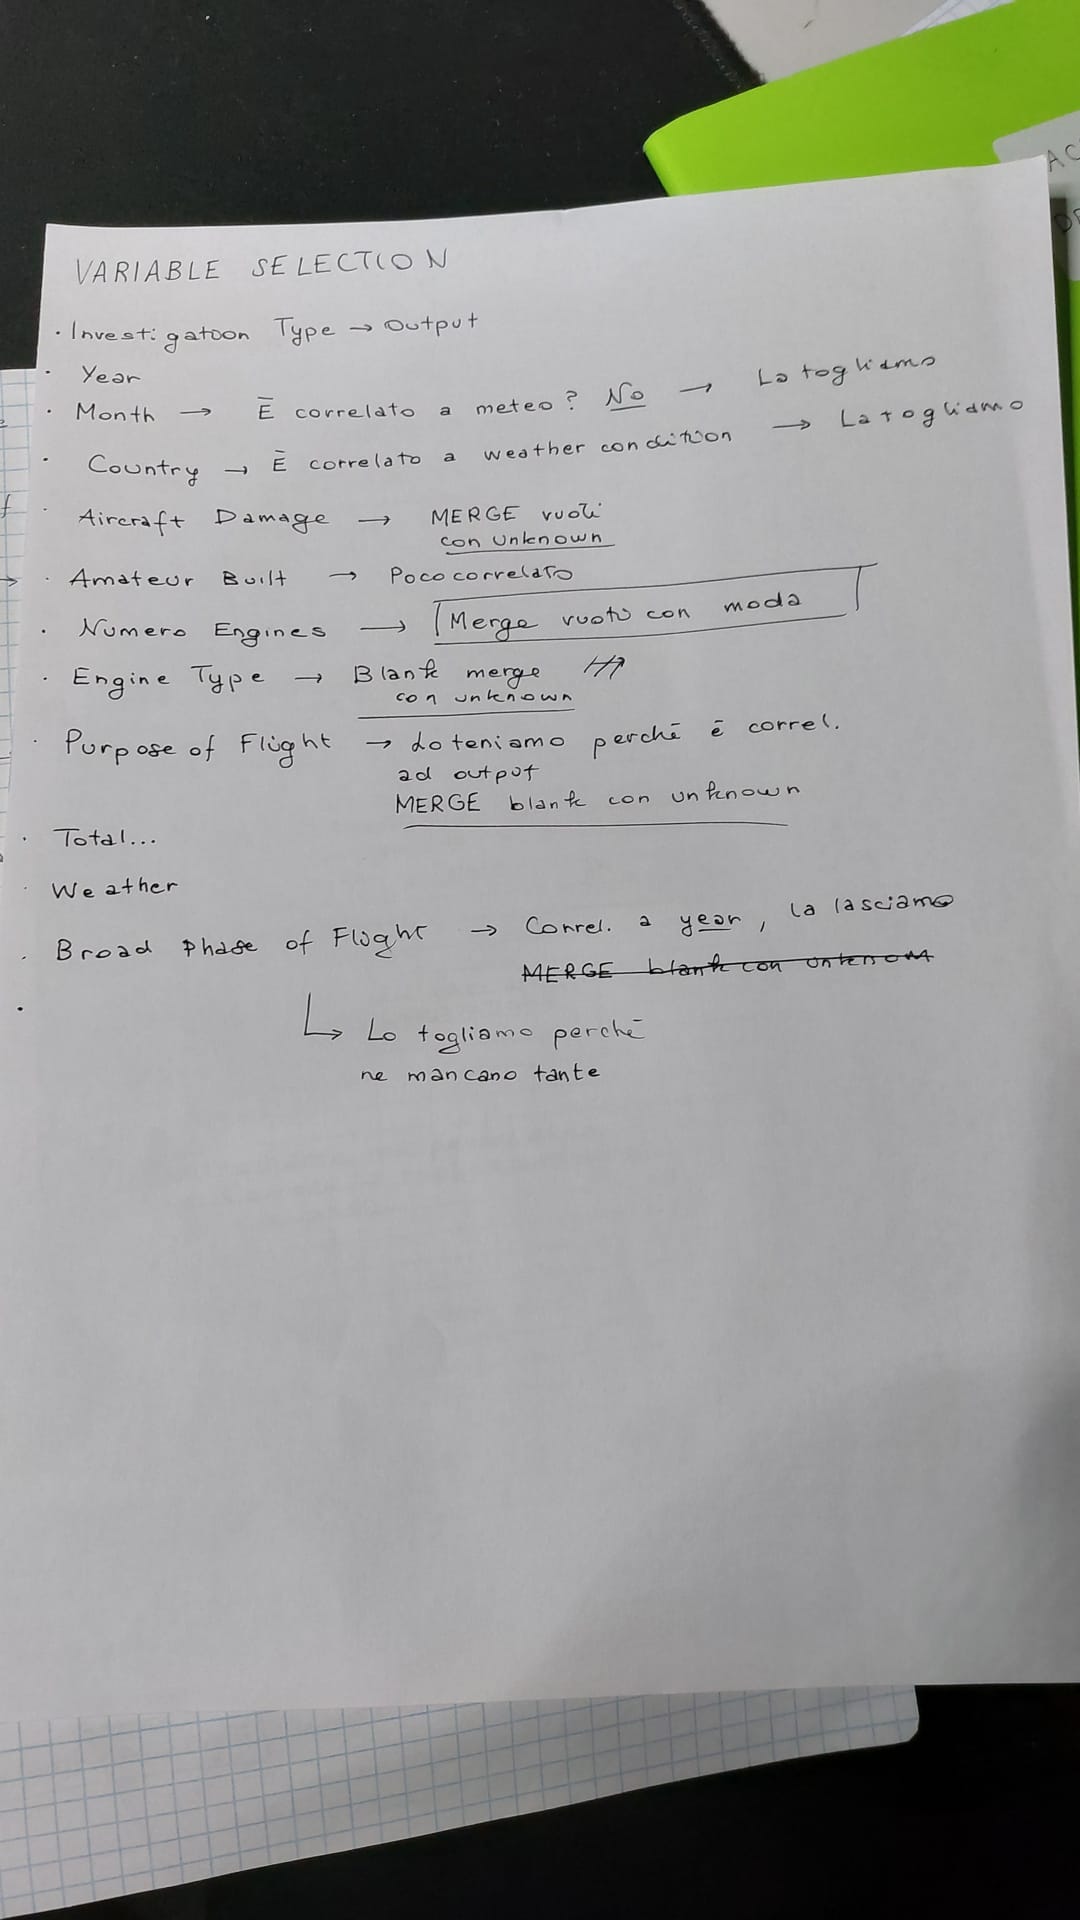 VARIABLE SELECTION
• Investigatoon Type → Output
• Year
• Month → È correlato a meteo? No → La togliamo
• Country → È correlato a weather condition → La togliamo
• Aircraft Damage → MERGE vuoti
con unknown
• Amateur Built → Poco correlato
• Numero Engines → Merge vuoti con moda
• Engine Type → Blank merge
con unknown
• Purpose of Flight → lo teniamo perchè è correl.
ad output
MERGE blank con unknown
• Total...
• Weather
• Broad Phase of Flight → Correl. a year, la lasciamo
MERGE blank con unknown
↳ Lo togliamo perchè
ne mancano tante
AC